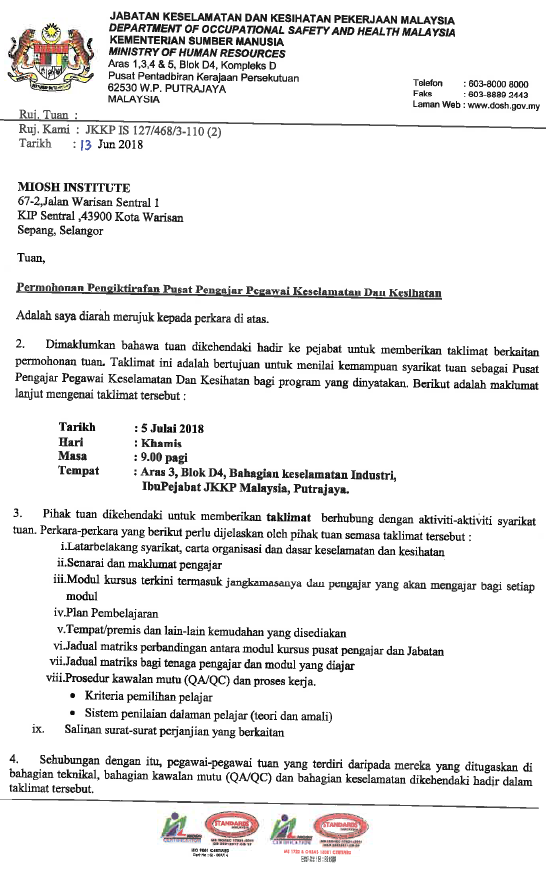 JABATAN KESELAMATAN DAN KESIHATAN PEKERJAAN MALAYSIA
DEPARTMENT OF OCCUPATIONAL SAFETY AND HEALTH MALAYSIA
KEMENTERIAN SUMBER MANUSIA
MINISTRY OF HUMAN RESOURCES
Aras 1,3,4 & 5, Blok D4, Kompleks D
Pusat Pentadbiran Kerajaan Persekutuan
62530 W.P. PUTRAJAYA
MALAYSIA
Telefon : 603-8000 8000
Faks : 603-8889 2443
Laman Web : www.dosh.gov.my
Ruj. Tuan :
Ruj. Kami : JKKP IS 127/468/3-110 (2)
Tarikh : 13 Jun 2018
MIOSH INSTITUTE
67-2,Jalan Warisan Sentral 1
KIP Sentral ,43900 Kota Warisan
Sepang, Selangor
Tuan,
Permohonan Pengiktirafan Pusat Pengajar Pegawai Keselamatan Dan Kesihatan
Adalah saya diarah merujuk kepada perkara di atas.
2. Dimaklumkan bahawa tuan dikehendaki hadir ke pejabat untuk memberikan taklimat berkaitan
permohonan tuan. Taklimat ini adalah bertujuan untuk menilai kemampuan syarikat tuan sebagai Pusat
Pengajar Pegawai Keselamatan Dan Kesihatan bagi program yang dinyatakan. Berikut adalah maklumat
lanjut mengenai taklimat tersebut :
Tarikh : 5 Julai 2018
Hari : Khamis
Masa : 9.00 pagi
Tempat : Aras 3, Blok D4, Bahagian keselamatan Industri,
IbuPejabat JKKP Malaysia, Putrajaya.
3. Pihak tuan dikehendaki untuk memberikan taklimat berhubung dengan aktiviti-aktiviti syarikat
tuan. Perkara-perkara yang berikut perlu dijelaskan oleh pihak tuan semasa taklimat tersebut :
i.Latarbelakang syarikat, carta organisasi dan dasar keselamatan dan kesihatan
ii.Senarai dan maklumat pengajar
iii.Modul kursus terkini termasuk jangkamasanya dan pengajar yang akan mengajar bagi setiap
modul
iv.Plan Pembelajaran
v.Tempat/premis dan lain-lain kemudahan yang disediakan
vi.Jadual matriks perbandingan antara modul kursus pusat pengajar dan Jabatan
vii.Jadual matriks bagi tenaga pengajar dan modul yang diajar
viii.Prosedur kawalan mutu (QA/QC) dan proses kerja.
• Kriteria pemilihan pelajar
• Sistem penilaian dalaman pelajar (teori dan amali)
ix. Salinan surat-surat perjanjian yang berkaitan
4. Sehubungan dengan itu, pegawai-pegawai tuan yang terdiri daripada mereka yang ditugaskan di
bahagian teknikal, bahagian kawalan mutu (QA/QC) dan bahagian keselamatan dikehendaki hadir dalam
taklimat tersebut.
STANDARDS
STANDARDS